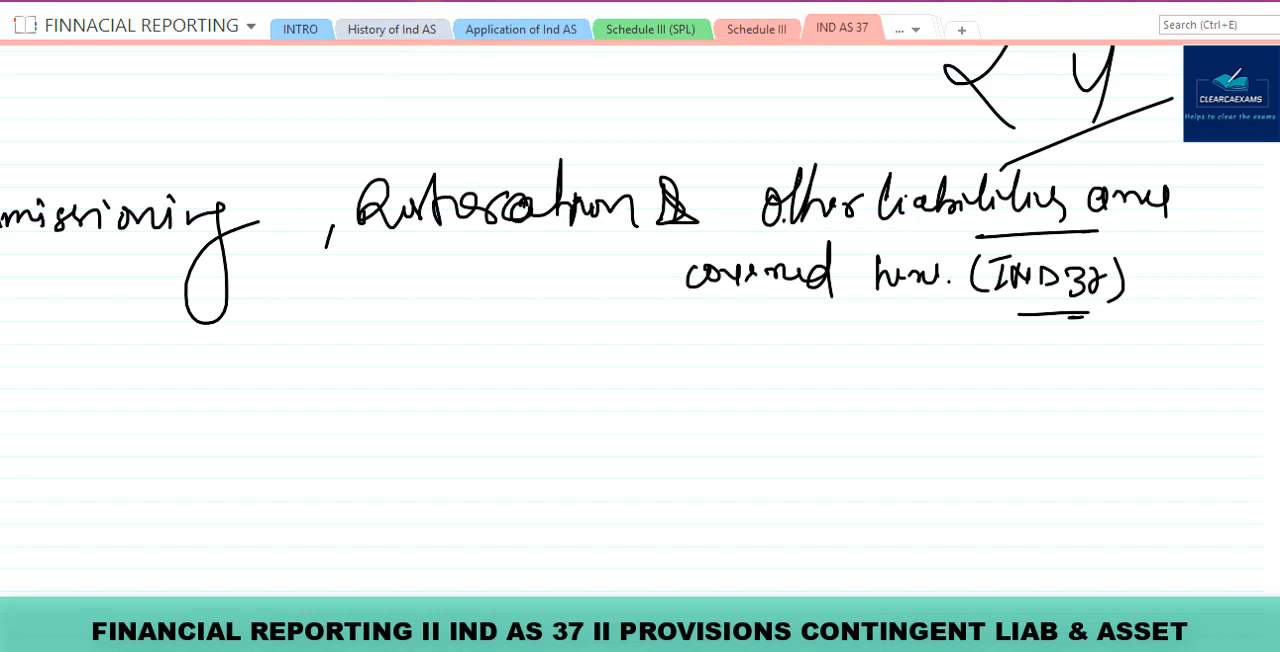 FINNACIAL REPORTING
INTRO
History of Ind AS
Application of Ind AS
Schedule III (SPL)
Schedule III
IND AS 37
...
+
Search (Ctrl+E)
CLEARCAEXAMS
Helps to clear the exams
missioning, Restoration & other liabilities are
covered here. (IND 37)
FINANCIAL REPORTING II IND AS 37 II PROVISIONS CONTINGENT LIAB & ASSET